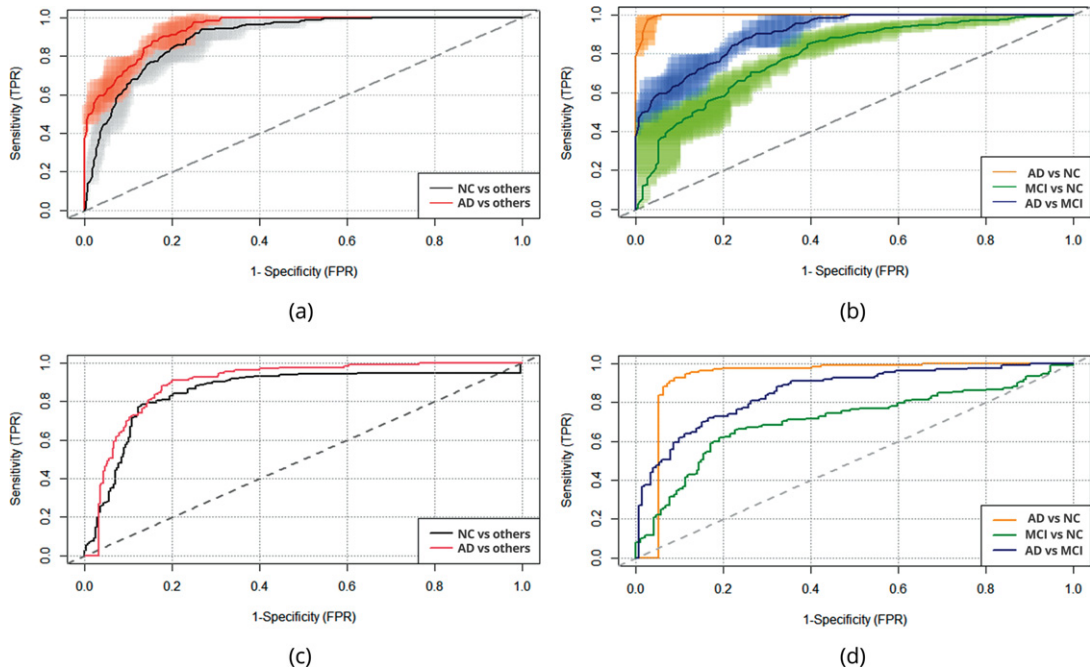 Sensitivity (TPR)
0.0 0.2 0.4 0.6 0.8 1.0
NC vs others
AD vs others
0.0 0.2 0.4 0.6 0.8 1.0
1- Specificity (FPR)
(a)
Sensitivity (TPR)
0.0 0.2 0.4 0.6 0.8 1.0
AD vs NC
MCI vs NC
AD vs MCI
0.0 0.2 0.4 0.6 0.8 1.0
1- Specificity (FPR)
(b)
Sensitivity (TPR)
0.0 0.2 0.4 0.6 0.8 1.0
NC vs others
AD vs others
0.0 0.2 0.4 0.6 0.8 1.0
1-Specificity (FPR)
(c)
Sensitivity (TPR)
0.0 0.2 0.4 0.6 0.8 1.0
AD vs NC
MCI vs NC
AD vs MCI
0.0 0.2 0.4 0.6 0.8 1.0
1-Specificity (FPR)
(d)